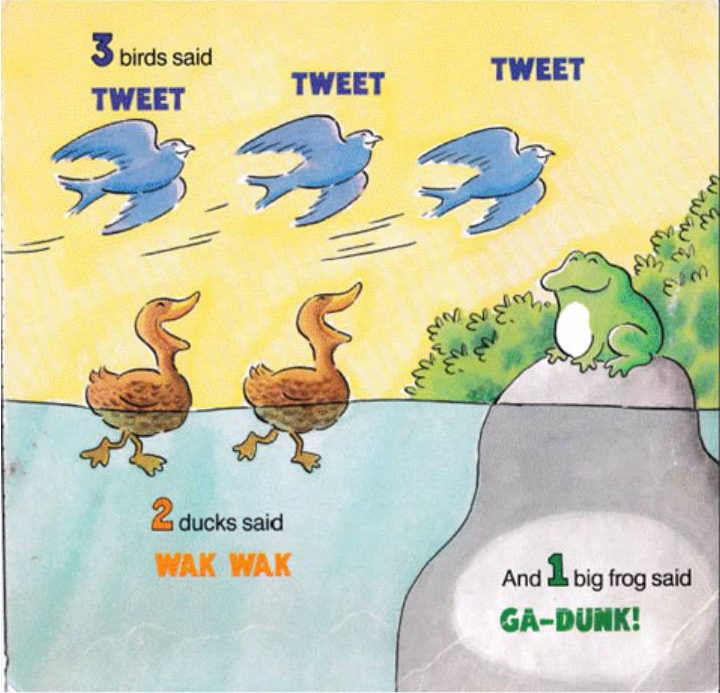 3 birds said
TWEET TWEET TWEET
2 ducks said
WAK WAK
And 1 big frog said
GA-DUNK!